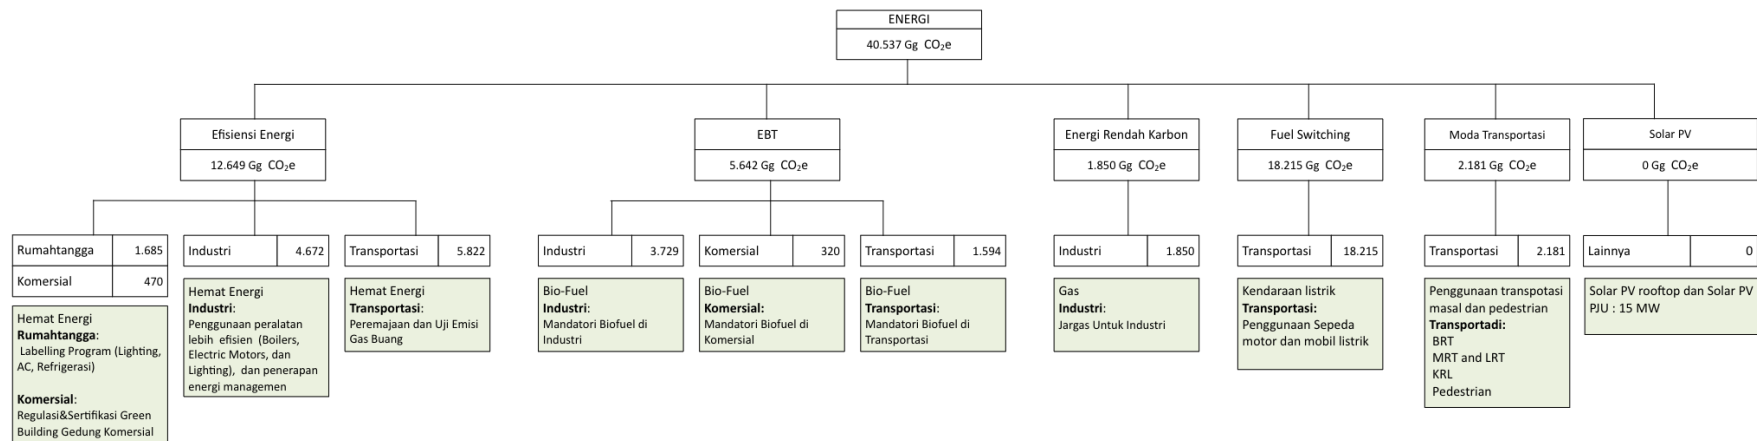 ENERGI
40.537 Gg CO₂e
Efisiensi Energi
12.649 Gg CO₂e
EBT
5.642 Gg CO₂e
Energi Rendah Karbon
1.850 Gg CO₂e
Fuel Switching
18.215 Gg CO₂e
Moda Transportasi
2.181 Gg CO₂e
Solar PV
0 Gg CO₂e
Rumahtangga 1.685
Komersial 470
Hemat Energi
Rumahtangga:
Labelling Program (Lighting,
AC, Refrigerasi)
Komersial:
Regulasi&Sertifikasi Green
Building Gedung Komersial
Industri 4.672
Hemat Energi
Industri:
Penggunaan peralatan
lebih efisien (Boilers,
Electric Motors, dan
Lighting), dan penerapan
energi managemen
Transportasi 5.822
Hemat Energi
Transportasi:
Peremajaan dan Uji Emisi
Gas Buang
Industri 3.729
Bio-Fuel
Industri:
Mandatori Biofuel di
Industri
Komersial 320
Bio-Fuel
Komersial:
Mandatori Biofuel di
Komersial
Transportasi 1.594
Bio-Fuel
Transportasi:
Mandatori Biofuel di
Transportasi
Industri 1.850
Gas
Industri:
Jargas Untuk Industri
Transportasi 18.215
Kendaraan listrik
Transportasi:
Penggunaan Sepeda
motor dan mobil listrik
Transportasi 2.181
Penggunaan transpotasi
masal dan pedestrian
Transportadi:
BRT
MRT and LRT
KRL
Pedestrian
Lainnya 0
Solar PV rooftop dan Solar PV
PJU : 15 MW